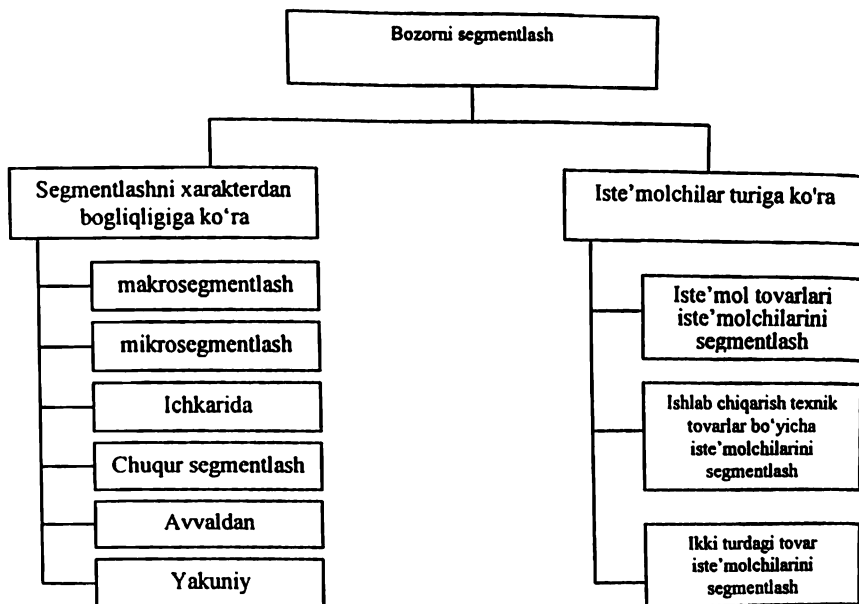 Bozorni segmentlash
Segmentlashni xarakterdan
bogliqligiga ko‘ra
makrosegmentlash
mikrosegmentlash
Ichkarida
Chuqur segmentlash
Avvaldan
Yakuniy
Iste’molchilar turiga ko'ra
Iste’mol tovarlari
iste’molchilarini
segmentlash
Ishlab chiqarish texnik
tovarlar bo‘yicha
iste’molchilarini
segmentlash
Ikki turdagi tovar
iste’molchilarini
segmentlash